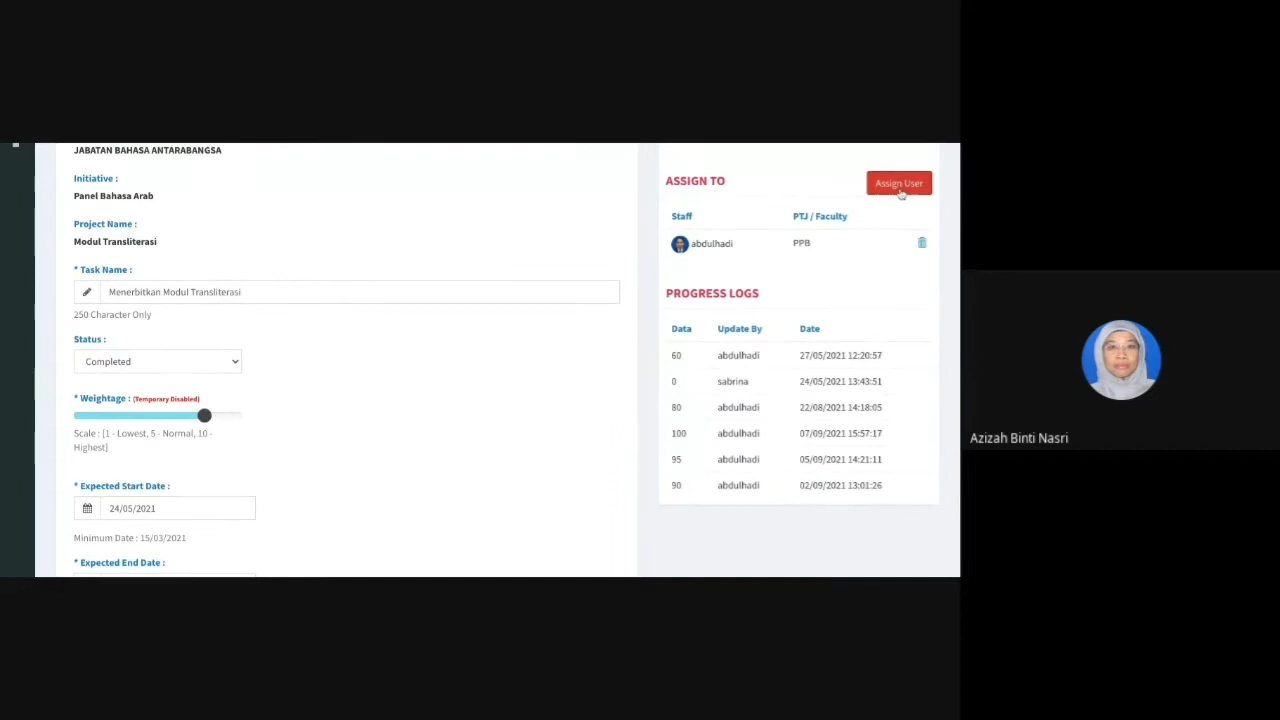 JABATAN BAHASA ANTARABANGSA
Initiative :
Panel Bahasa Arab
Project Name :
Modul Transliterasi
* Task Name :
Menerbitkan Modul Transliterasi
250 Character Only
Status :
Completed
* Weightage : (Temporary Disabled)
Scale : [1 - Lowest, 5 - Normal, 10 -
Highest]
* Expected Start Date :
24/05/2021
Minimum Date : 15/03/2021
* Expected End Date :
ASSIGN TO
Assign User
Staff PTJ / Faculty
abdulhadi PPB
PROGRESS LOGS
Data Update By Date
60 abdulhadi 27/05/2021 12:20:57
0 sabrina 24/05/2021 13:43:51
80 abdulhadi 22/08/2021 14:18:05
100 abdulhadi 07/09/2021 15:57:17
95 abdulhadi 05/09/2021 14:21:11
90 abdulhadi 02/09/2021 13:01:26
Azizah Binti Nasri